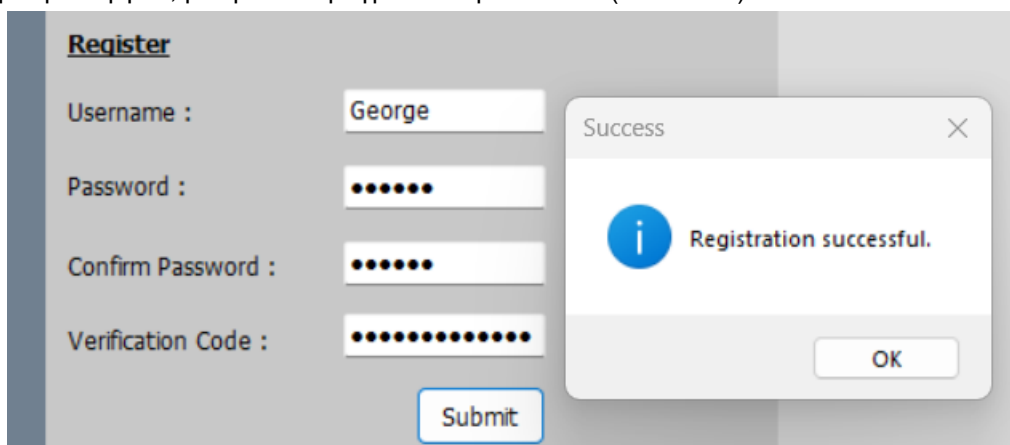 Register
Username :
George
Password :
••••••
Confirm Password :
••••••
Verification Code :
•••••••••••••
Submit
Success
Registration successful.
OK